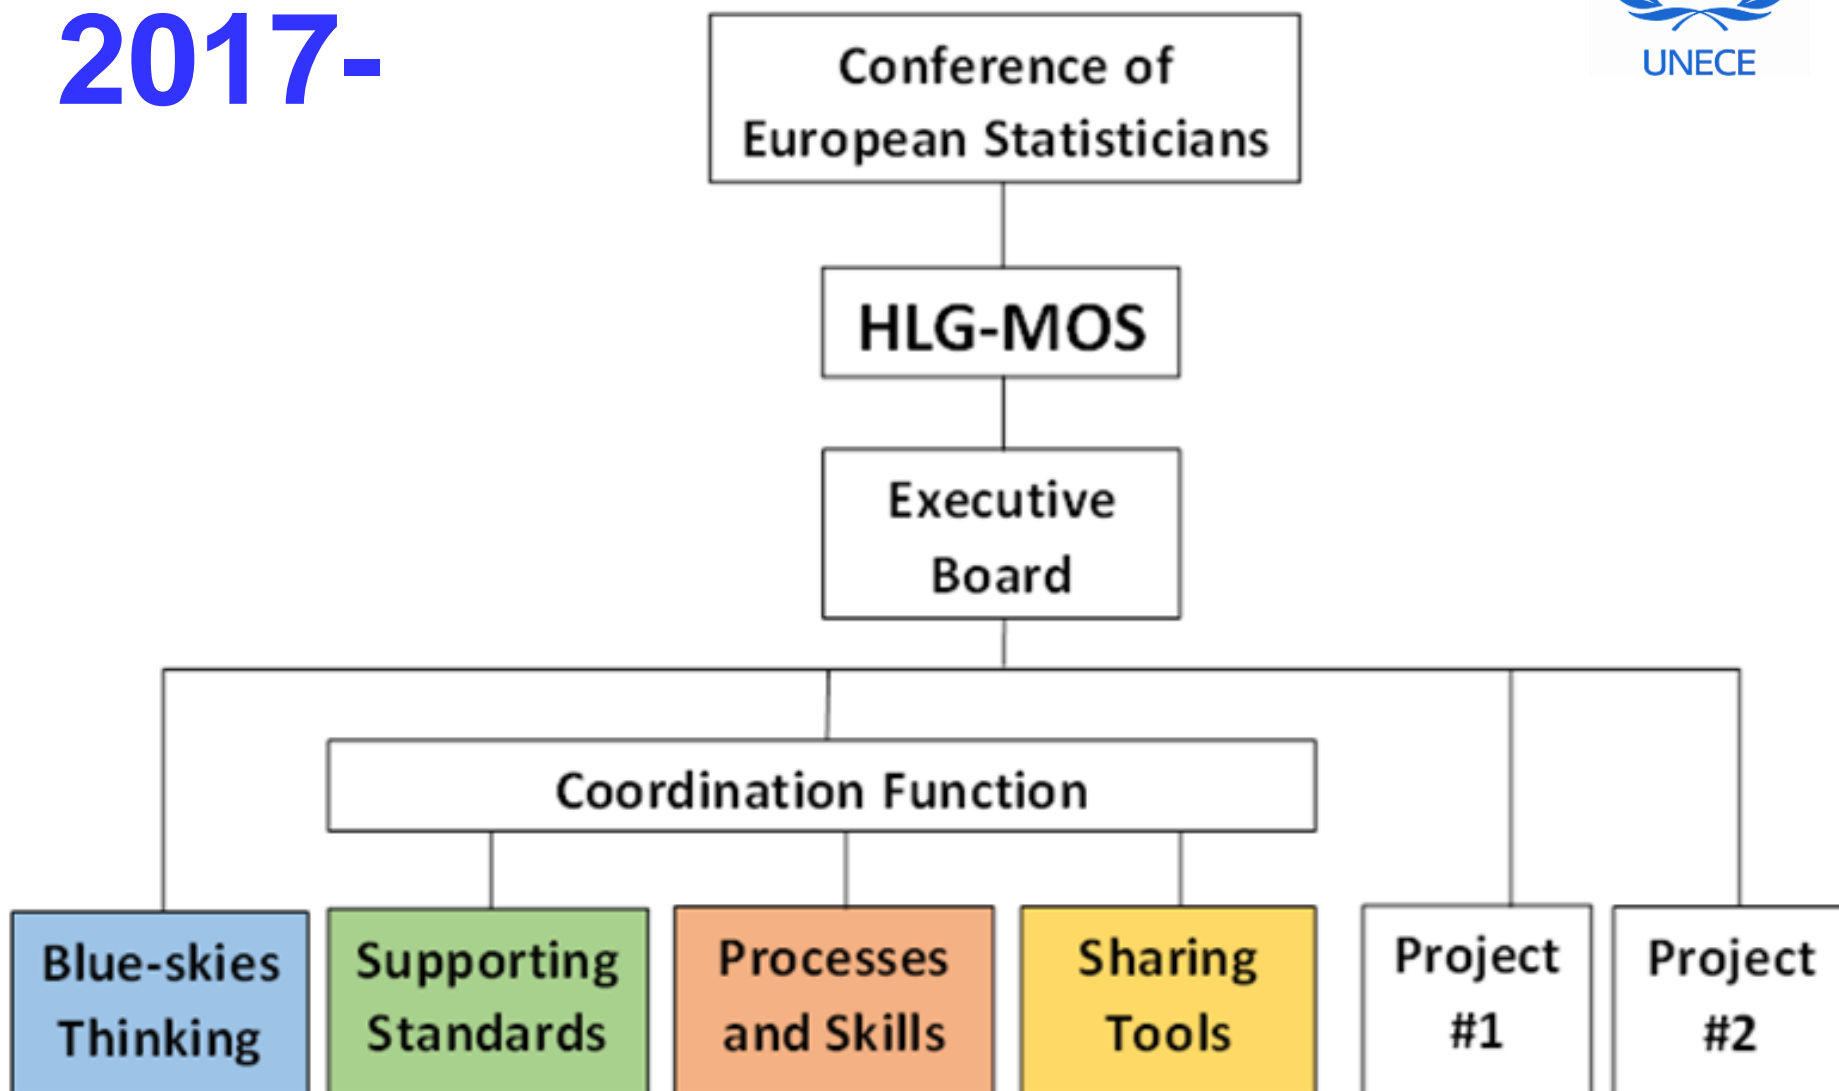 2017-
UNECE
Conference of
European Statisticians
HLG-MOS
Executive
Board
Coordination Function
Blue-skies
Thinking
Supporting
Standards
Processes
and Skills
Sharing
Tools
Project
#1
Project
#2